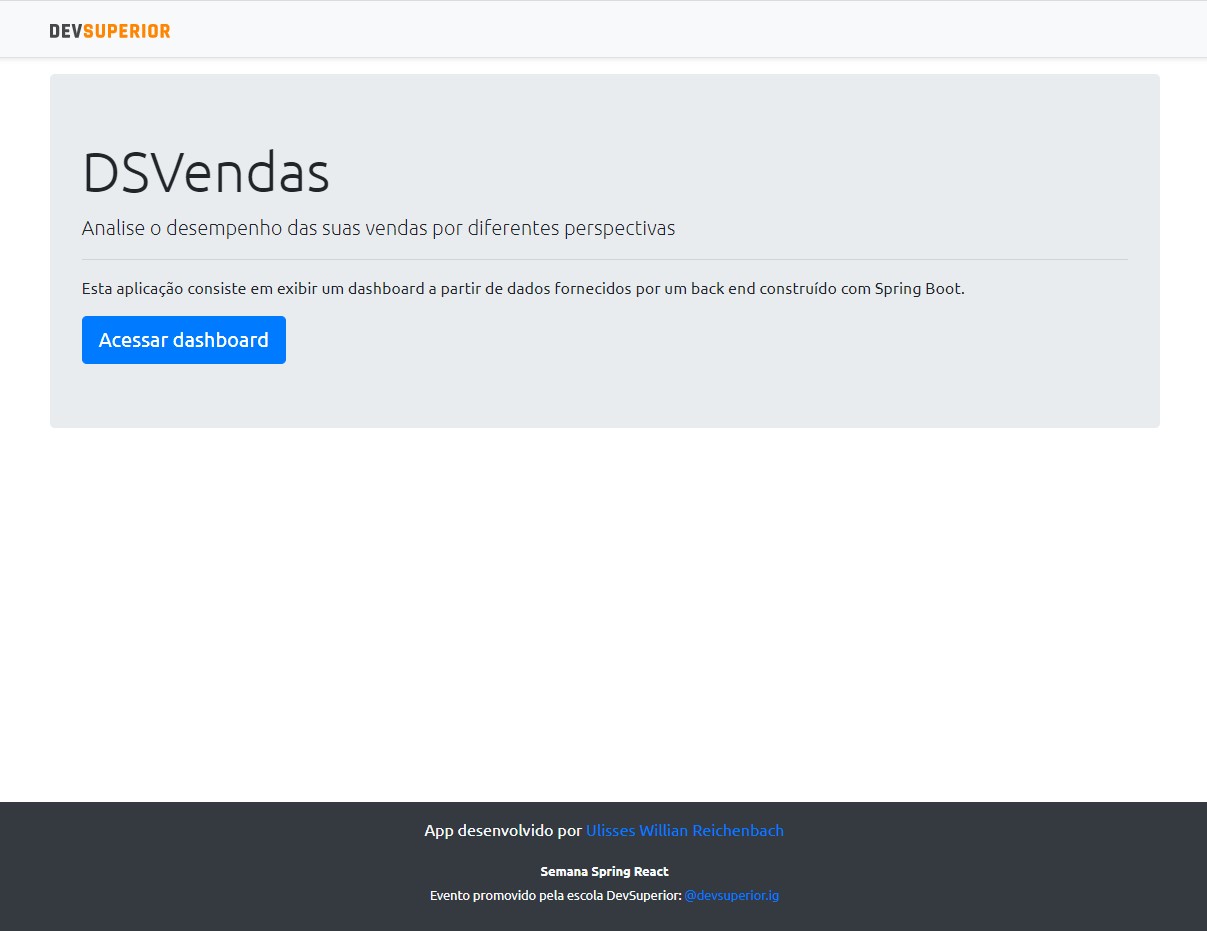 DEVSUPERIOR
DSVendas
Analise o desempenho das suas vendas por diferentes perspectivas
Esta aplicação consiste em exibir um dashboard a partir de dados fornecidos por um back end construído com Spring Boot.
Acessar dashboard
App desenvolvido por Ulisses Willian Reichenbach
Semana Spring React
Evento promovido pela escola DevSuperior: @devsuperior.ig